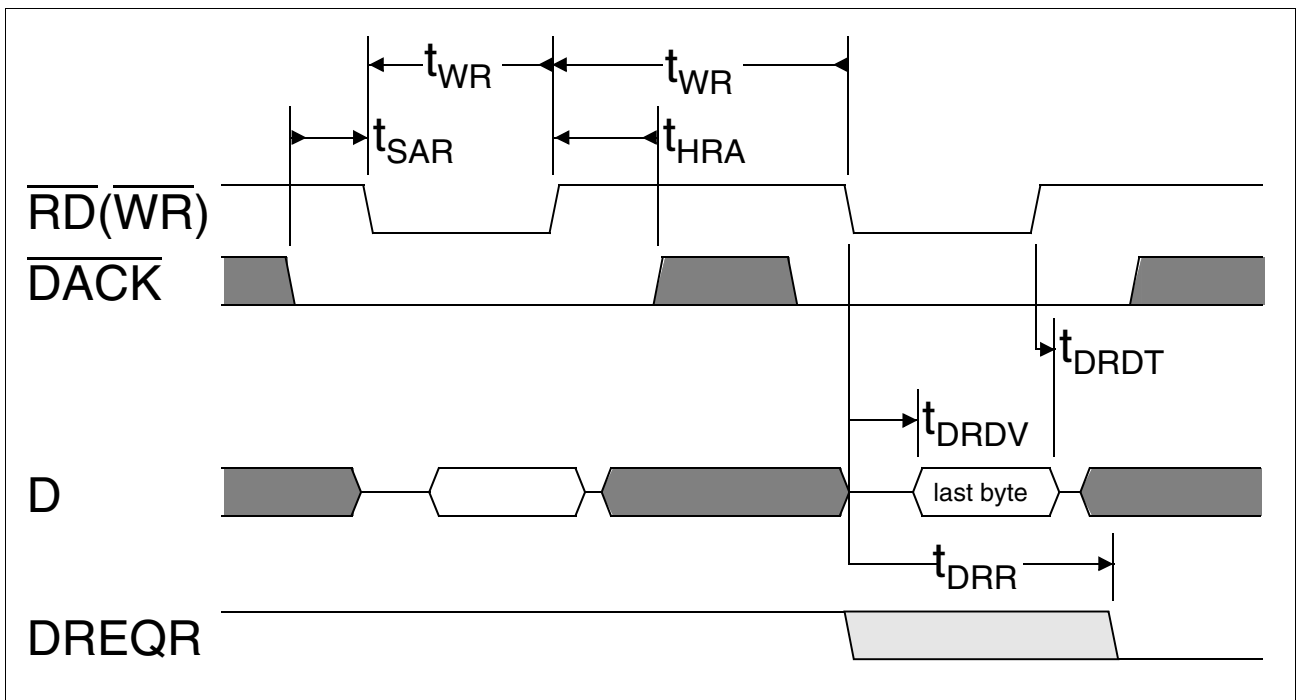 tWR
tWR
tSAR
tHRA
RD(WR)
DACK
tDRDT
tDRDV
D
last byte
tDRR
DREQR